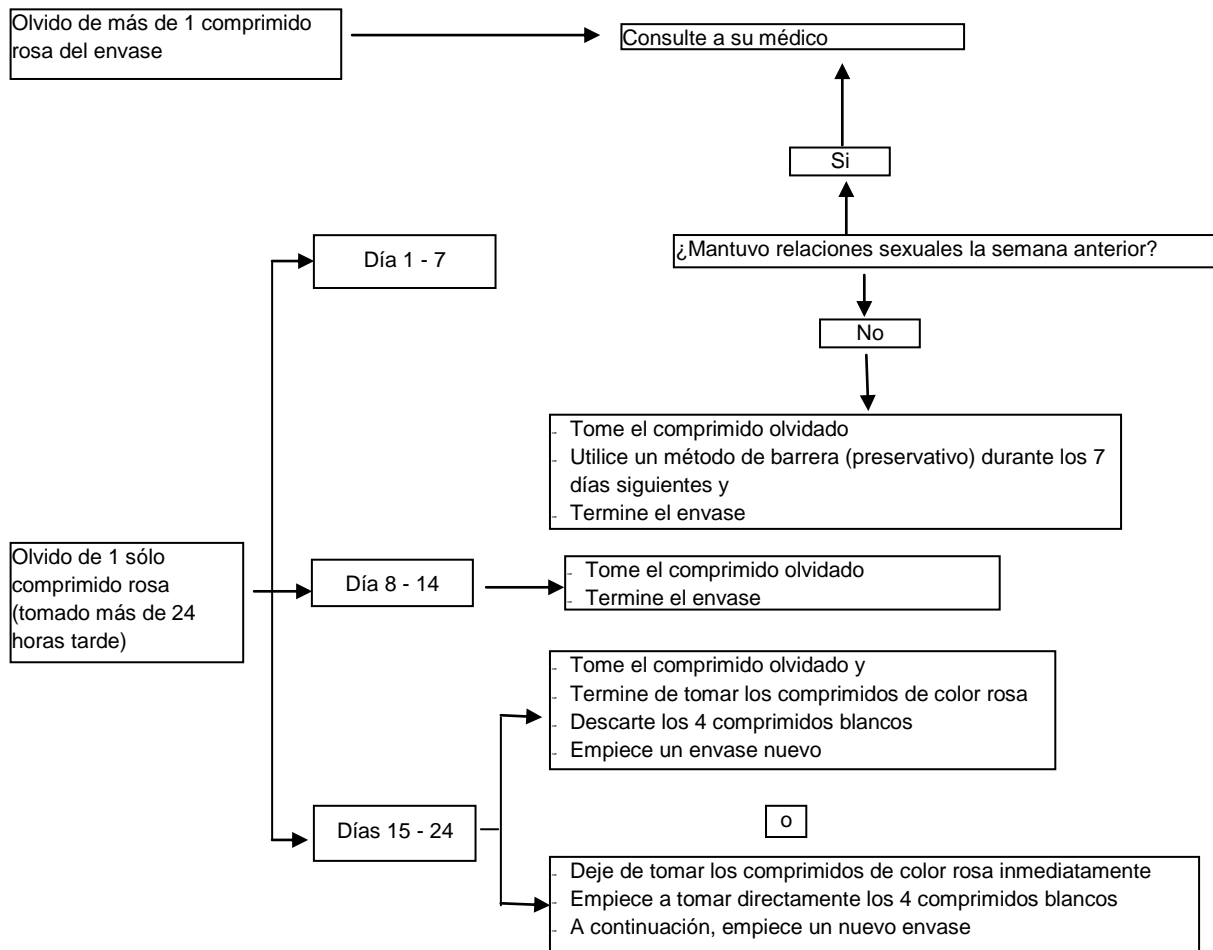 Olvido de más de 1 comprimido
rosa del envase
Consulte a su médico
Si
¿Mantuvo relaciones sexuales la semana anterior?
Día 1 - 7
No
- Tome el comprimido olvidado
- Utilice un método de barrera (preservativo) durante los 7
días siguientes y
- Termine el envase
Olvido de 1 sólo
comprimido rosa
(tomado más de 24
horas tarde)
Día 8 - 14
- Tome el comprimido olvidado
- Termine el envase
- Tome el comprimido olvidado y
- Termine de tomar los comprimidos de color rosa
- Descarte los 4 comprimidos blancos
- Empiece un envase nuevo
Días 15 - 24
o
- Deje de tomar los comprimidos de color rosa inmediatamente
- Empiece a tomar directamente los 4 comprimidos blancos
- A continuación, empiece un nuevo envase